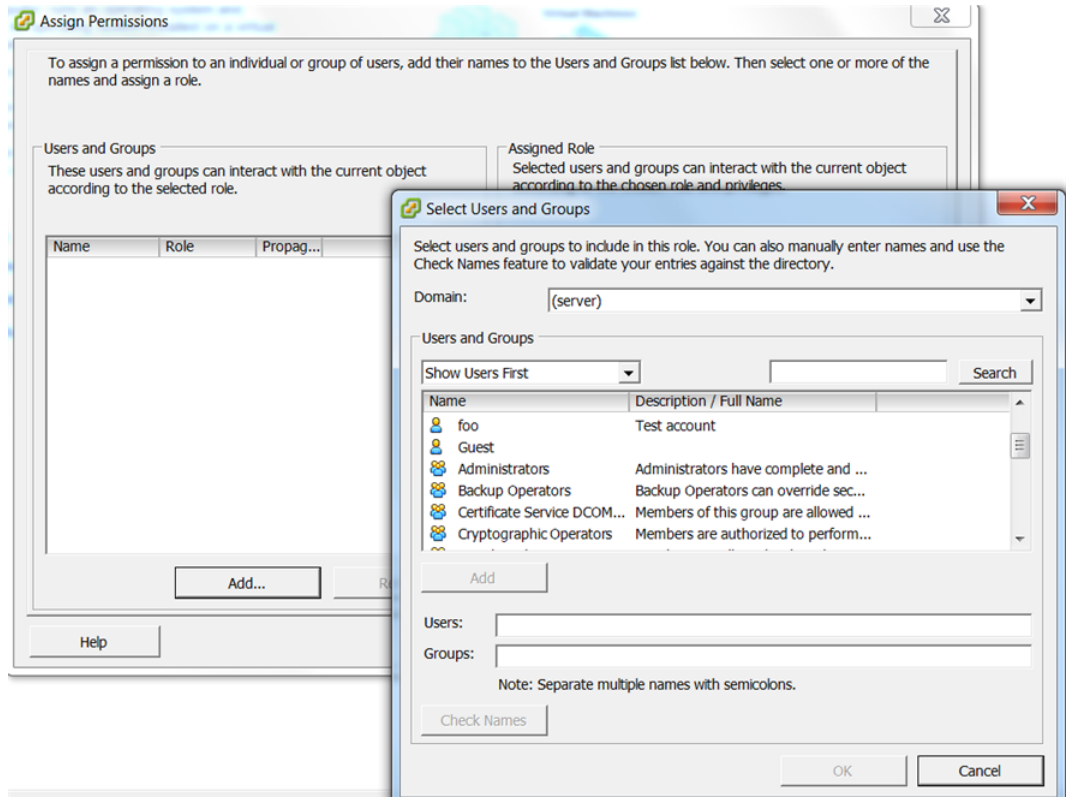 Assign Permissions
To assign a permission to an individual or group of users, add their names to the Users and Groups list below. Then select one or more of the
names and assign a role.
Users and Groups
These users and groups can interact with the current object
according to the selected role.
Assigned Role
Selected users and groups can interact with the current object
according to the chosen role and privileges.
Name Role Propag...
Add...
Help
Select Users and Groups
Select users and groups to include in this role. You can also manually enter names and use the
Check Names feature to validate your entries against the directory.
Domain: (server)
Users and Groups
Show Users First Search
Name Description / Full Name
foo Test account
Guest
Administrators Administrators have complete and ...
Backup Operators Backup Operators can override sec...
Certificate Service DCOM... Members of this group are allowed ...
Cryptographic Operators Members are authorized to perform...
Add
Users:
Groups:
Note: Separate multiple names with semicolons.
Check Names
OK Cancel